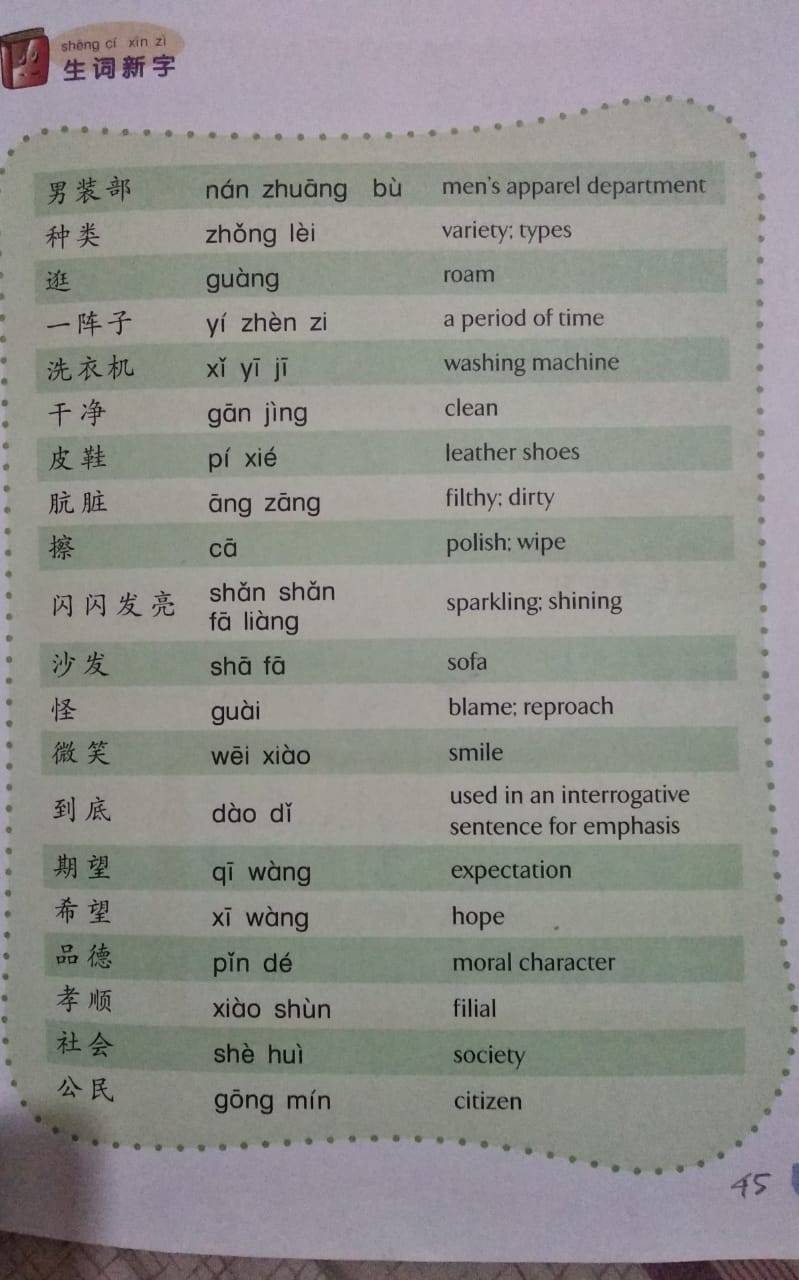 shēng cí xīn zì
生词新字
男装部 nán zhuāng bù men's apparel department
种类 zhǒng lèi variety; types
逛 guàng roam
一阵子 yí zhèn zi a period of time
洗衣机 xǐ yī jī washing machine
干净 gān jìng clean
皮鞋 pí xié leather shoes
肮脏 āng zāng filthy; dirty
擦 cā polish; wipe
闪闪发亮 shǎn shǎn fā liàng sparkling; shining
沙发 shā fā sofa
怪 guài blame; reproach
微笑 wēi xiào smile
到底 dào dǐ used in an interrogative sentence for emphasis
期望 qī wàng expectation
希望 xī wàng hope
品德 pǐn dé moral character
孝顺 xiào shùn filial
社会 shè huì society
公民 gōng mín citizen
45